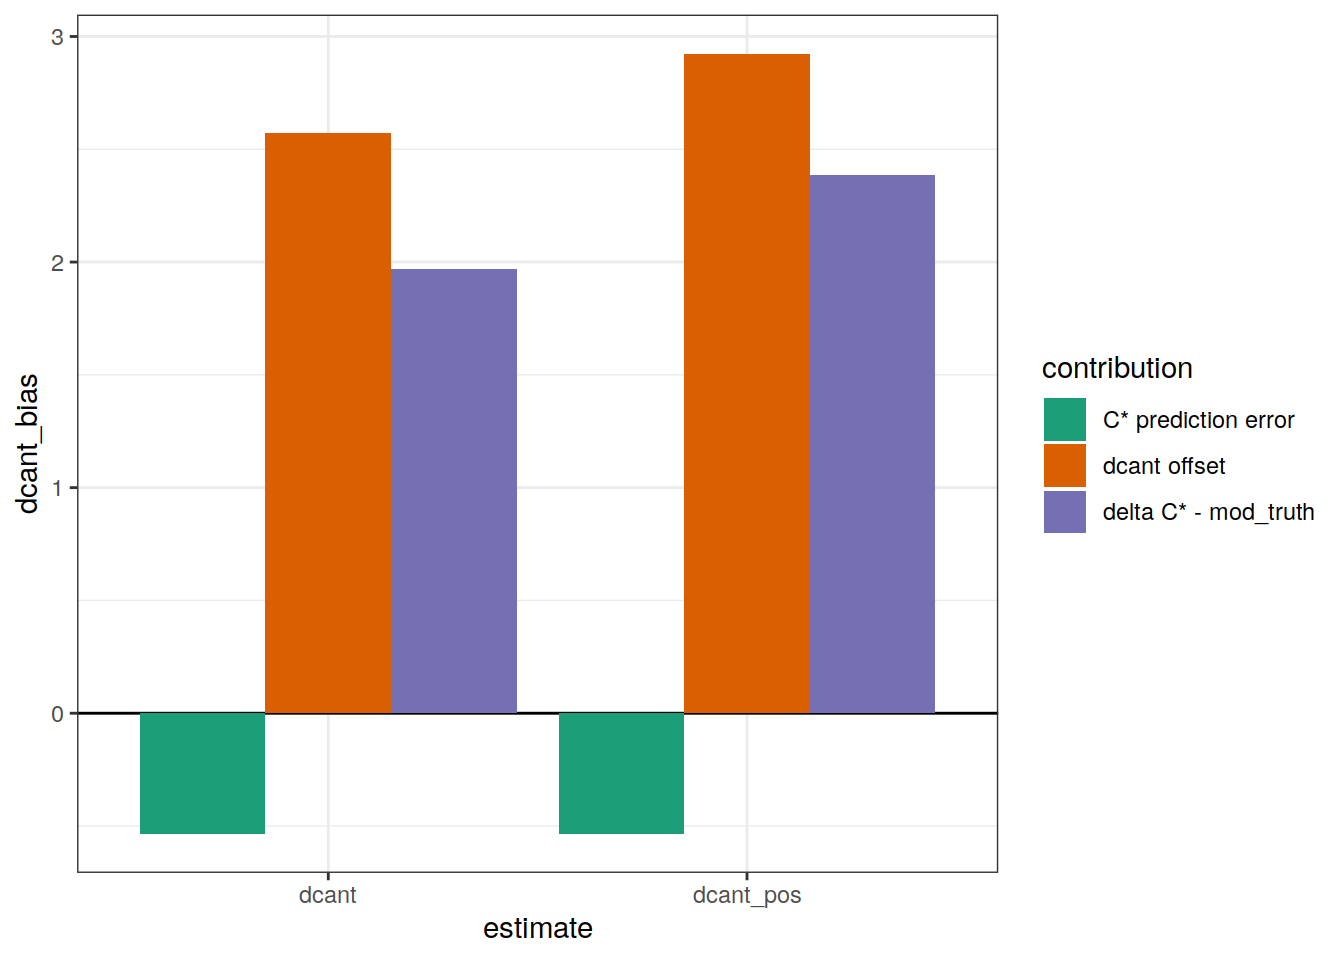 3
2
1
0
dcant_bias
dcant
dcant_pos
estimate
contribution
C* prediction error
dcant offset
delta C* - mod_truth